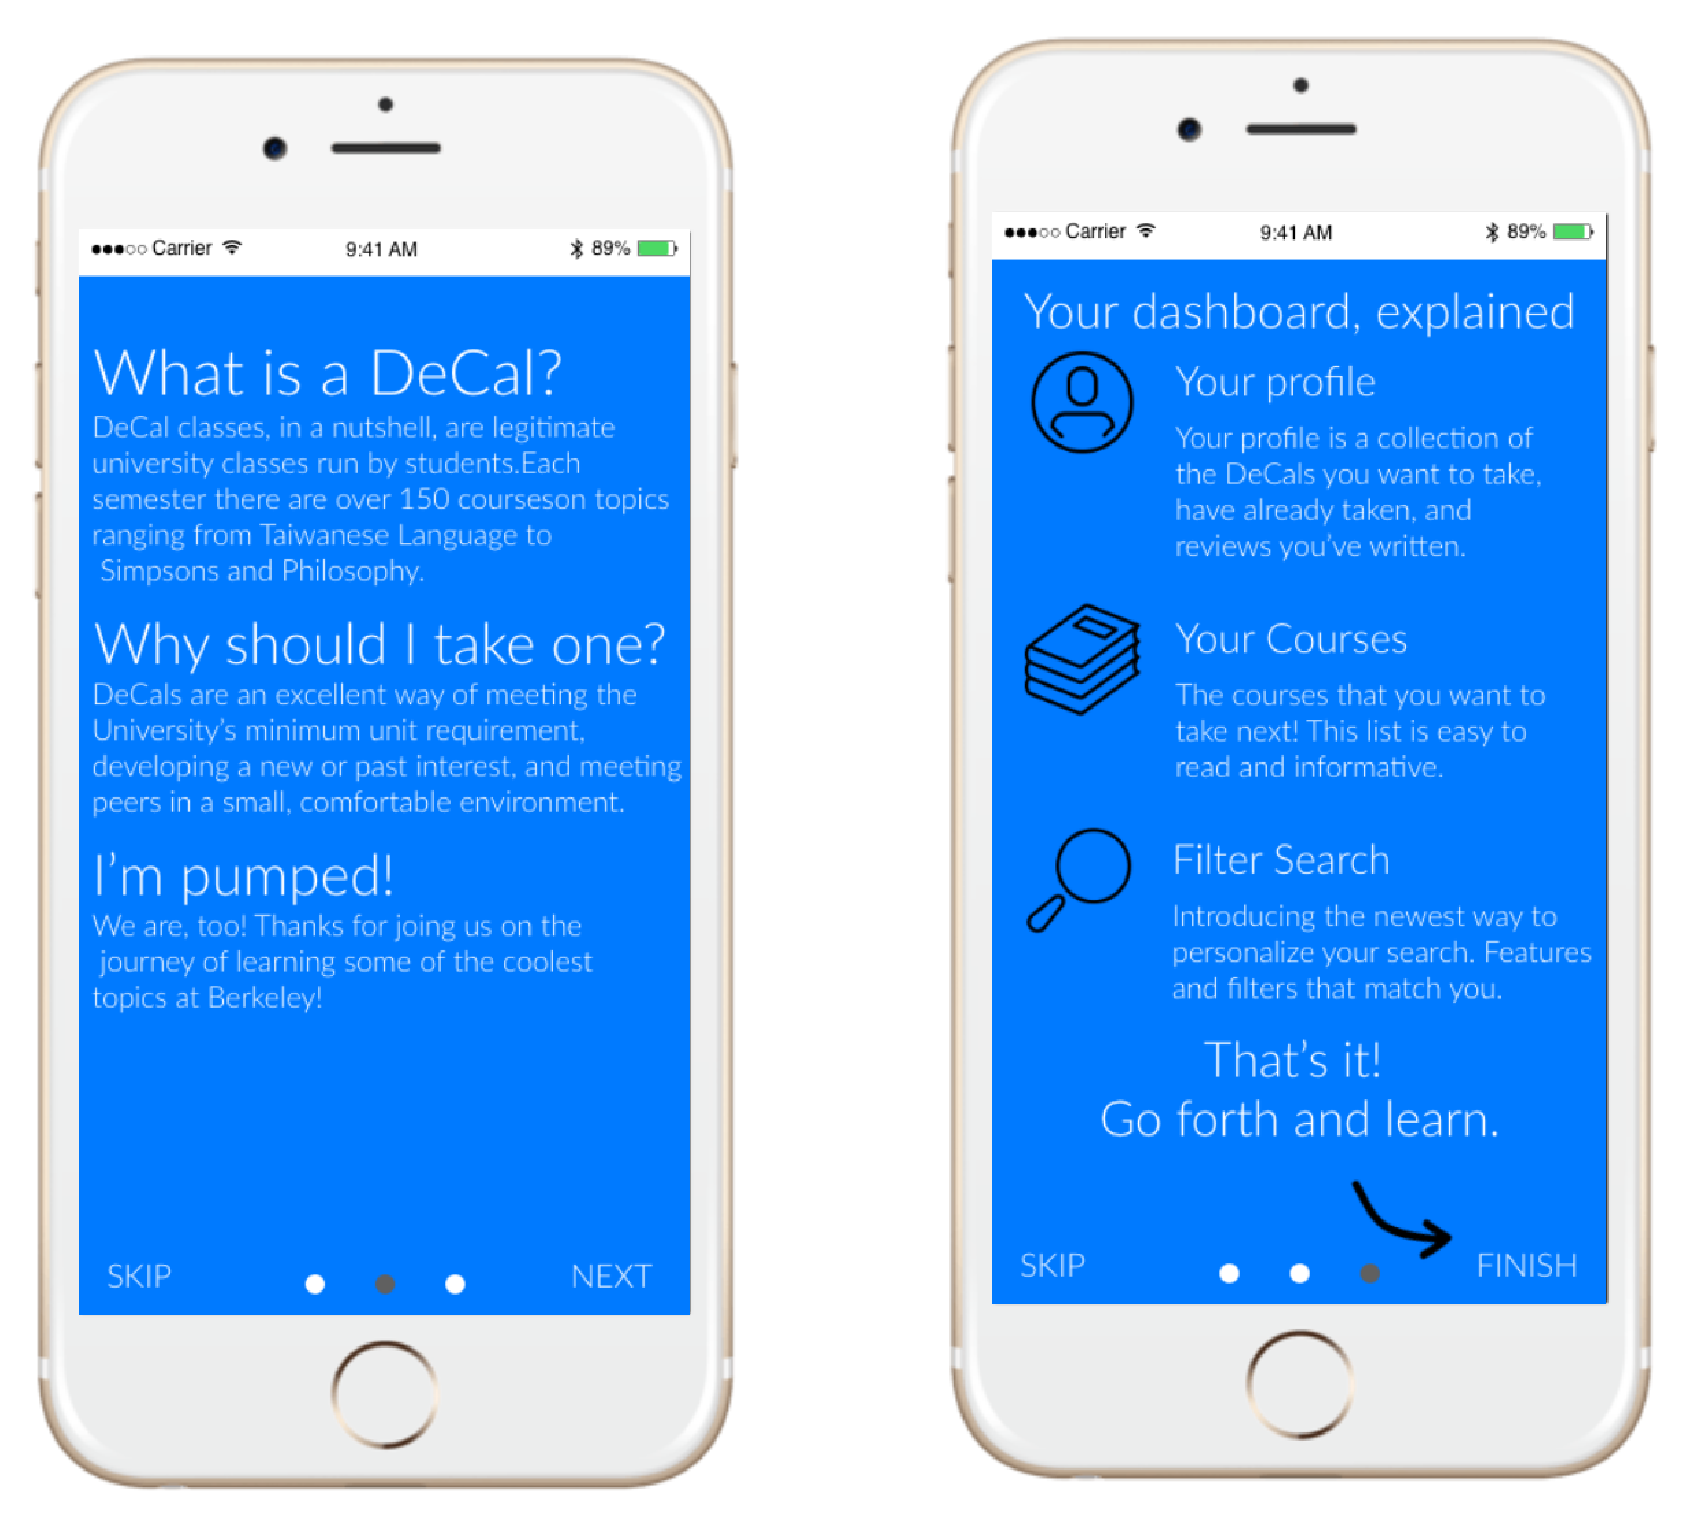 Carrier 9:41 AM 89%
What is a DeCal?
DeCal classes, in a nutshell, are legitimate
university classes run by students.Each
semester there are over 150 courseson topics
ranging from Taiwanese Language to
Simpsons and Philosophy.
Why should I take one?
DeCals are an excellent way of meeting the
University's minimum unit requirement,
developing a new or past interest, and meeting
peers in a small, comfortable environment.
I'm pumped!
We are, too! Thanks for joing us on the
journey of learning some of the coolest
topics at Berkeley!
SKIP NEXT
Carrier 9:41 AM 89%
Your dashboard, explained
Your profile
Your profile is a collection of
the DeCals you want to take,
have already taken, and
reviews you've written.
Your Courses
The courses that you want to
take next! This list is easy to
read and informative.
Filter Search
Introducing the newest way to
personalize your search. Features
and filters that match you.
That's it!
Go forth and learn.
SKIP FINISH